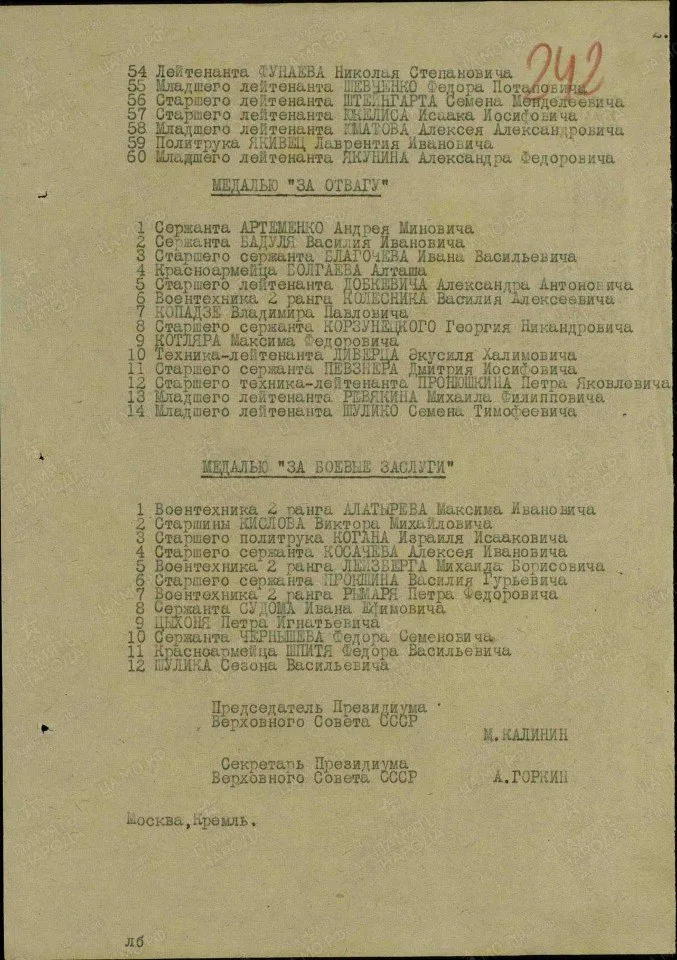 242
54 Лейтенанта ФУНАЕВА Николая Степановича
55 Младшего лейтенанта ШЕВЧЕНКО Федора Потаповича
56 Старшего лейтенанта ШТЕЙНГАРТА Семена Менделеевича
57 Старшего лейтенанта Исаака Иосифовича
58 Младшего лейтенанта Алексея Александровича
59 Политрука ЯКИВЕЦ Лаврентия Ивановича
60 Младшего лейтенанта ЯКУНИНА Александра Федоровича
МЕДАЛЬЮ "ЗА ОТВАГУ"
1 Сержанта АРТЕМЕНКО Андрея Миновича
2 Сержанта БАДУЛЯ Василия Ивановича
3 Старшего сержанта БЛАГОЧЕВА Ивана Васильевича
4 Красноармейца БОЛГАЕВА Алташа
5 Старшего лейтенанта ДОБКЕВИЧА Александра Антоновича
6 Воентехника 2 ранга КОЛЕСНИКА Василия Алексеевича
7 КОПАДЗЕ Владимира Павловича
8 Старшего сержанта КОРЗУНЕЦКОГО Георгия Никандровича
9 КОТЛЯРА Максима Федоровича
10 Техника-лейтенанта ЛИВЕРЦА Экусиля Халимовича
11 Старшего сержанта ПЕВЗНЕРА Дмитрия Иосифовича
12 Старшего техника-лейтенанта ПРОНЮШКИНА Петра Яковлевича
13 Младшего лейтенанта РЕВЯКИНА Михаила Филипповича
14 Младшего лейтенанта ШУЛИКО Семена Тимофеевича
МЕДАЛЬЮ "ЗА БОЕВЫЕ ЗАСЛУГИ"
1 Воентехника 2 ранга АЛАТЫРЕВА Максима Ивановича
2 Старшины КИСЛОВА Виктора Михайловича
3 Старшего политрука КОГАНА Израиля Исааковича
4 Старшего сержанта КОСАЧЕВА Алексея Ивановича
5 Воентехника 2 ранга ЛЕЙЗБЕРГА Михаила Борисовича
6 Старшего сержанта ПРОКШИНА Василия Гурьевича
7 Воентехника 2 ранга РЫМАРЯ Петра Федоровича
8 Сержанта СУДОМА Ивана Ефимовича
9 ЦЫХОНЯ Петра Игнатьевича
10 Сержанта ЧЕРНЫШЕВА Федора Семеновича
11 Красноармейца ШПИТЯ Федора Васильевича
12 ШУЛИКА Сезона Васильевича
Председатель Президиума
Верховного Совета СССР
М.КАЛИНИН
Секретарь Президиума
Верховного Совета СССР А.ГОРКИН
Москва,Кремль.
лб